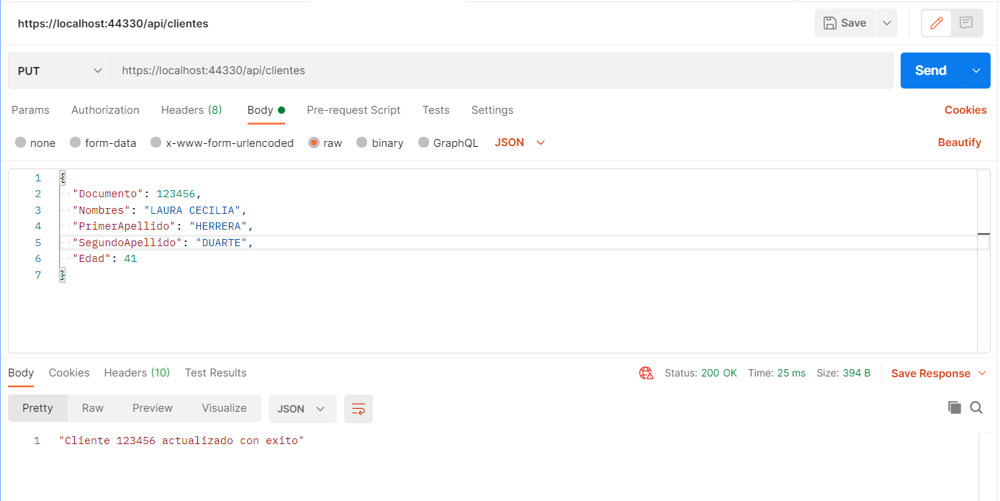 https://localhost:44330/api/clientes Save
PUT https://localhost:44330/api/clientes Send
Params Authorization Headers (8) Body Pre-request Script Tests Settings Cookies
none form-data x-www-form-urlencoded raw binary GraphQL JSON Beautify
1 {
2 "Documento": 123456,
3 "Nombres": "LAURA CECILIA",
4 "PrimerApellido": "HERRERA",
5 "SegundoApellido": "DUARTE",
6 "Edad": 41
7 }
Body Cookies Headers (10) Test Results Status: 200 OK Time: 25 ms Size: 394 B Save Response
Pretty Raw Preview Visualize JSON
1 "Cliente 123456 actualizado con exito"